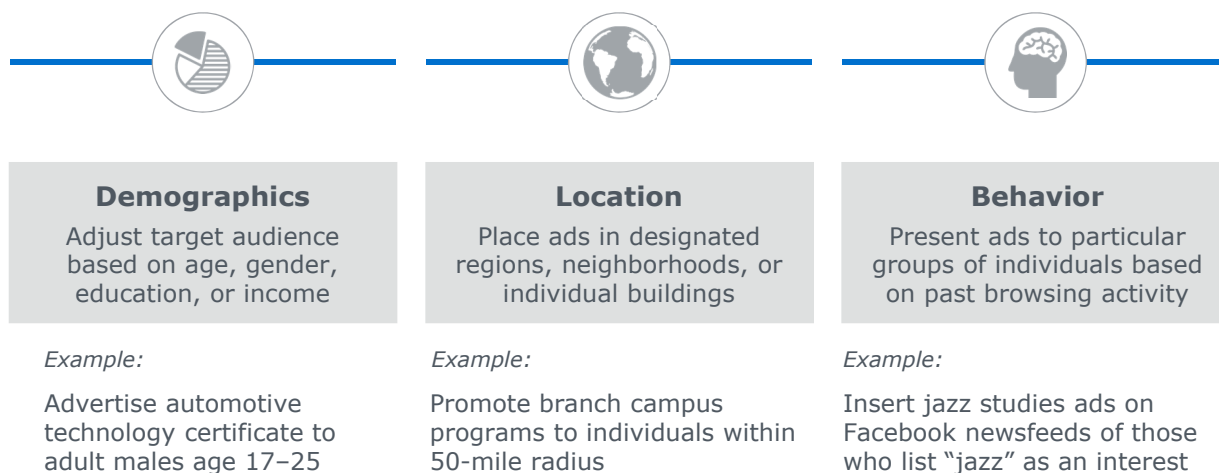 Demographics
Adjust target audience
based on age, gender,
education, or income
Example:
Advertise automotive
technology certificate to
adult males age 17–25
Location
Place ads in designated
regions, neighborhoods, or
individual buildings
Example:
Promote branch campus
programs to individuals within
50-mile radius
Behavior
Present ads to particular
groups of individuals based
on past browsing activity
Example:
Insert jazz studies ads on
Facebook newsfeeds of those
who list “jazz” as an interest